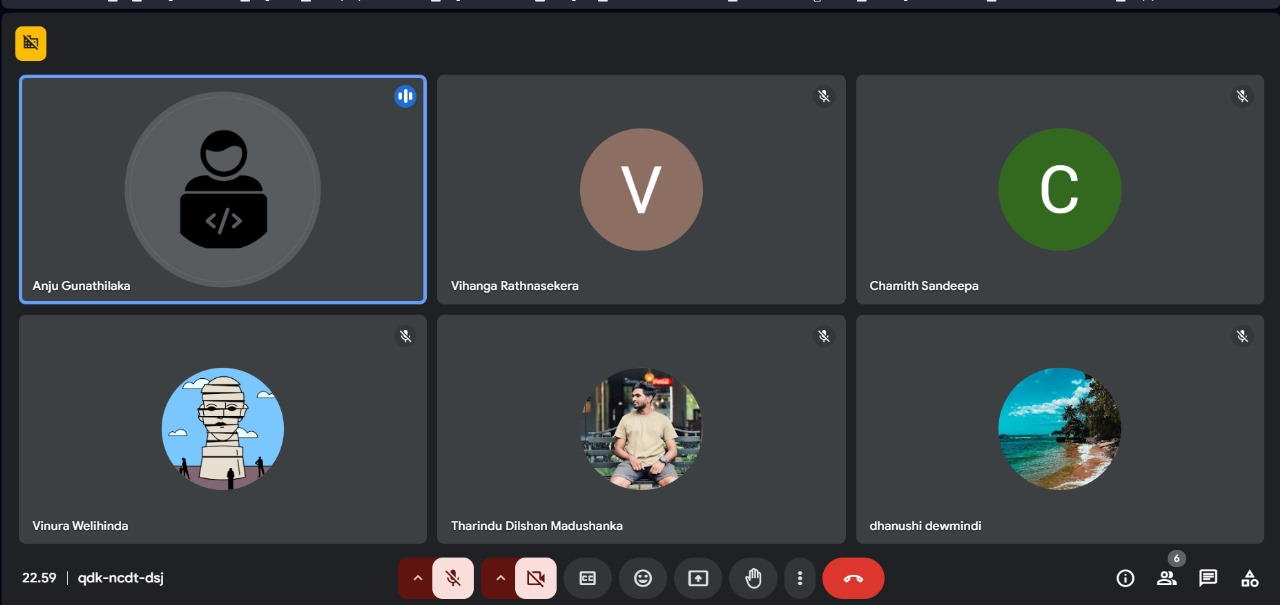 </>
Anju Gunathilaka
V
Vihanga Rathnasekera
C
Chamith Sandeepa
Vinura Welihinda
Tharindu Dilshan Madushanka
dhanushi dewmindi
22.59 | qdk-ncdt-dsj
CC
6